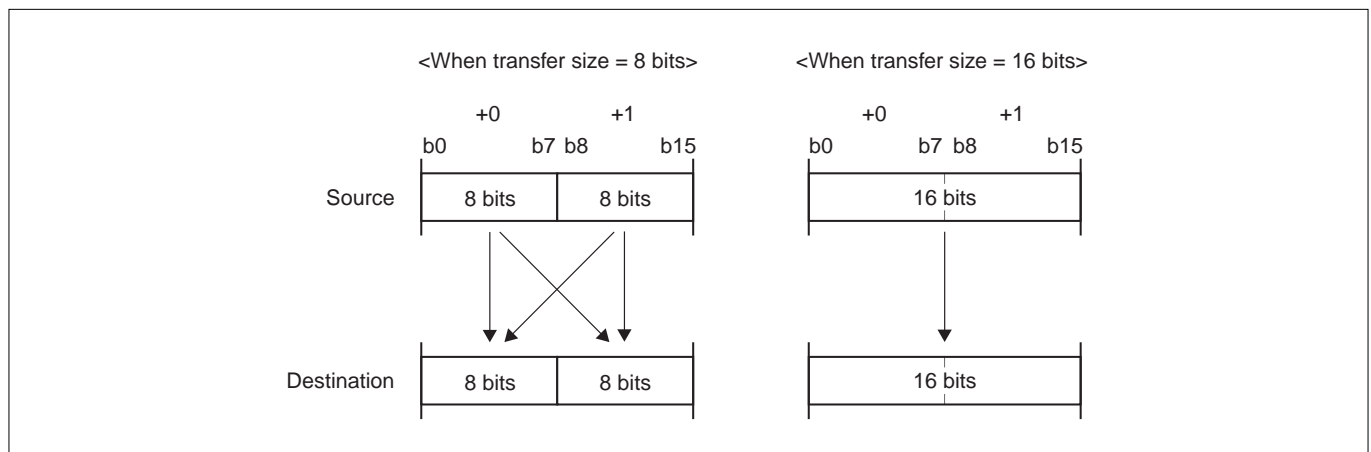 <When transfer size = 8 bits> <When transfer size = 16 bits>
+0 +1 +0 +1
b0 b7 b8 b15 b0 b7 b8 b15
Source 8 bits 8 bits 16 bits
Destination 8 bits 8 bits 16 bits